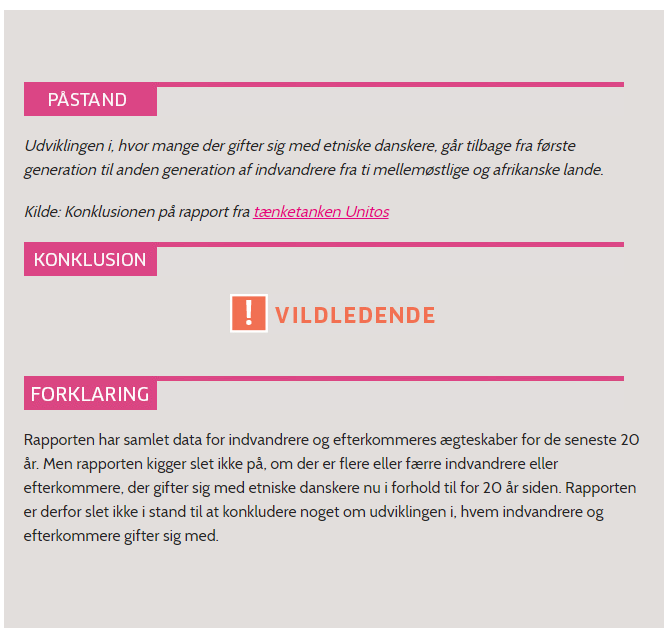 PÅSTAND
Udviklingen i, hvor mange der gifter sig med etniske danskere, går tilbage fra første
generation til anden generation af indvandrere fra ti mellemøstlige og afrikanske lande.
Kilde: Konklusionen på rapport fra tænketanken Unitos
KONKLUSION
! VILDLEDENDE
FORKLARING
Rapporten har samlet data for indvandrere og efterkommeres ægteskaber for de seneste 20
år. Men rapporten kigger slet ikke på, om der er flere eller færre indvandrere eller
efterkommere, der gifter sig med etniske danskere nu i forhold til for 20 år siden. Rapporten
er derfor slet ikke i stand til at konkludere noget om udviklingen i, hvem indvandrere og
efterkommere gifter sig med.